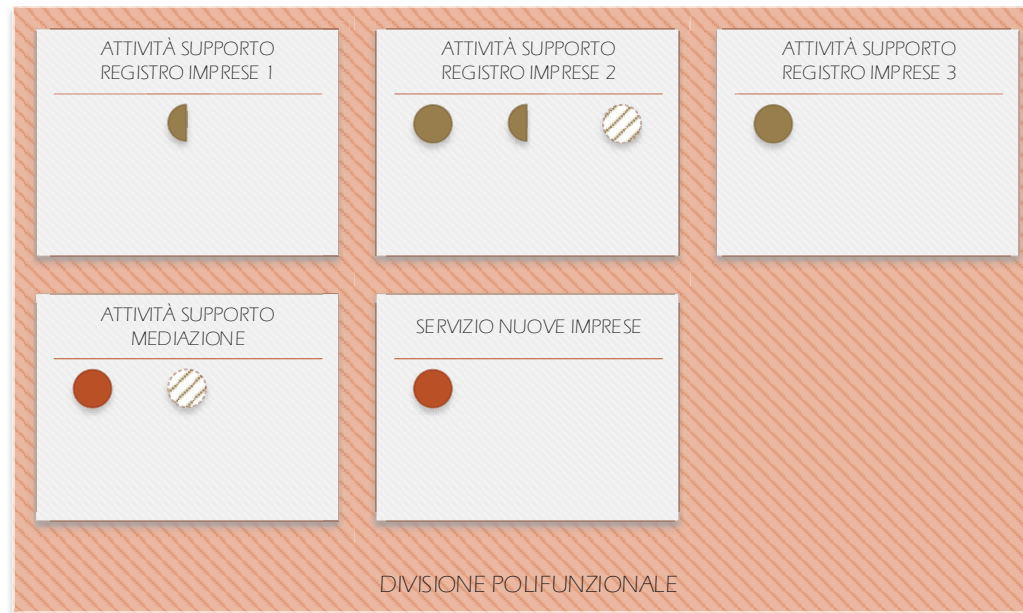 ATTIVITÀ SUPPORTO
REGISTRO IMPRESE 1
ATTIVITÀ SUPPORTO
REGISTRO IMPRESE 2
ATTIVITÀ SUPPORTO
REGISTRO IMPRESE 3
ATTIVITÀ SUPPORTO
MEDIAZIONE
SERVIZIO NUOVE IMPRESE
DIVISIONE POLIFUNZIONALE